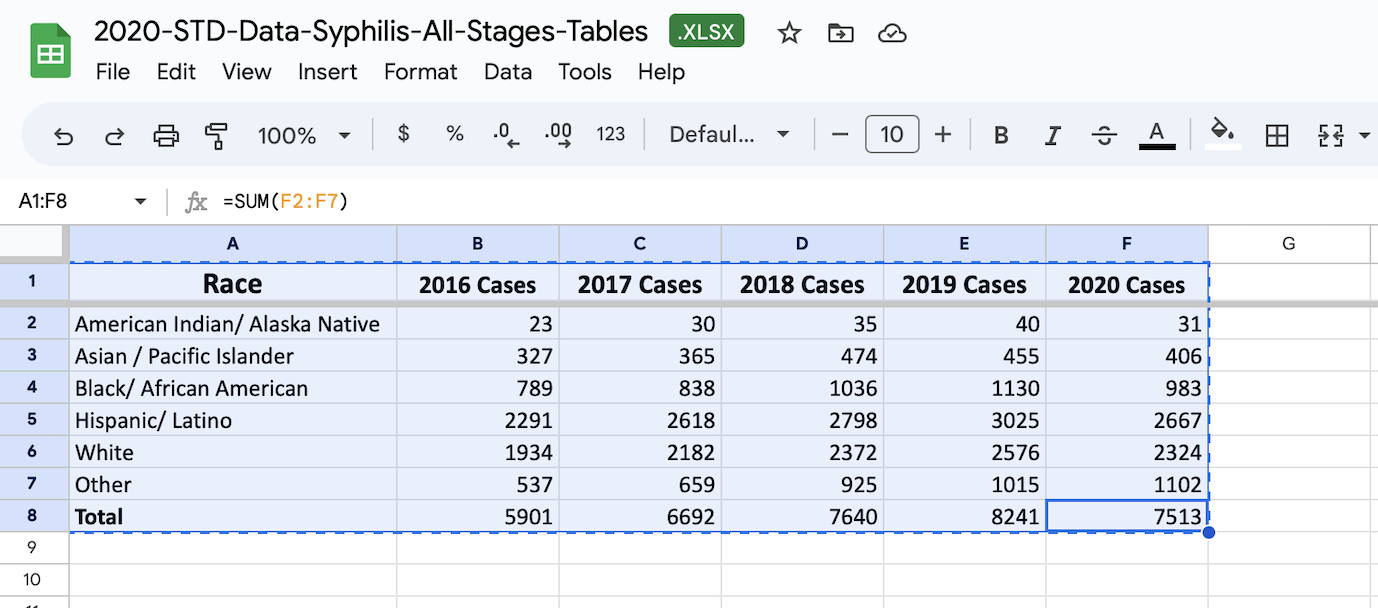 2020-STD-Data-Syphilis-All-Stages-Tables .XLSX
File Edit View Insert Format Data Tools Help
100% $ % .0 .00 123 Defaul... − 10 + B I S A
A1:F8 fx =SUM(F2:F7)
A B C D E F G
1 Race 2016 Cases 2017 Cases 2018 Cases 2019 Cases 2020 Cases
2 American Indian/ Alaska Native 23 30 35 40 31
3 Asian / Pacific Islander 327 365 474 455 406
4 Black/ African American 789 838 1036 1130 983
5 Hispanic/ Latino 2291 2618 2798 3025 2667
6 White 1934 2182 2372 2576 2324
7 Other 537 659 925 1015 1102
8 Total 5901 6692 7640 8241 7513
9
10